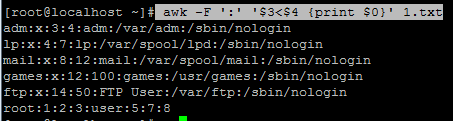 [root@localhost ~]# awk -F ':' '$3<$4 {print $0}' 1.txt
adm:x:3:4:adm:/var/adm:/sbin/nologin
lp:x:4:7:lp:/var/spool/lpd:/sbin/nologin
mail:x:8:12:mail:/var/spool/mail:/sbin/nologin
games:x:12:100:games:/usr/games:/sbin/nologin
ftp:x:14:50:FTP User:/var/ftp:/sbin/nologin
root:1:2:3:user:5:7:8